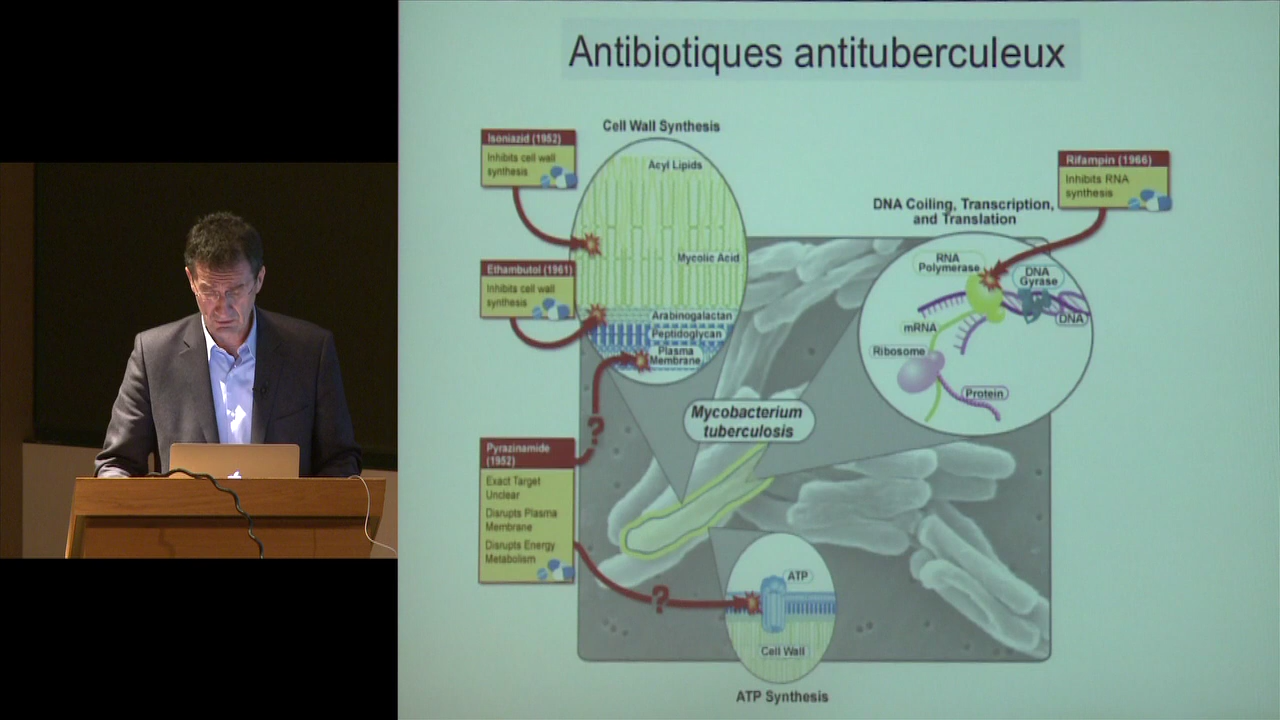 Antibiotiques antituberculeux
Isoniazid (1952)
Inhibits cell wall
synthesis
Cell Wall Synthesis
Acyl Lipids
Mycolic Acid
Ethambutol (1961)
Inhibits cell wall
synthesis
Arabinogalactan
Peptidoglycan
Plasma
Membrane
Rifampin (1966)
Inhibits RNA
synthesis
DNA Coiling, Transcription,
and Translation
RNA
Polymerase
DNA
Gyrase
DNA
mRNA
Ribosome
Protein
Mycobacterium
tuberculosis
?
Pyrazinamide
(1952)
Exact Target
Unclear
Disrupts Plasma
Membrane
Disrupts Energy
Metabolism
?
ATP
Cell Wall
ATP Synthesis